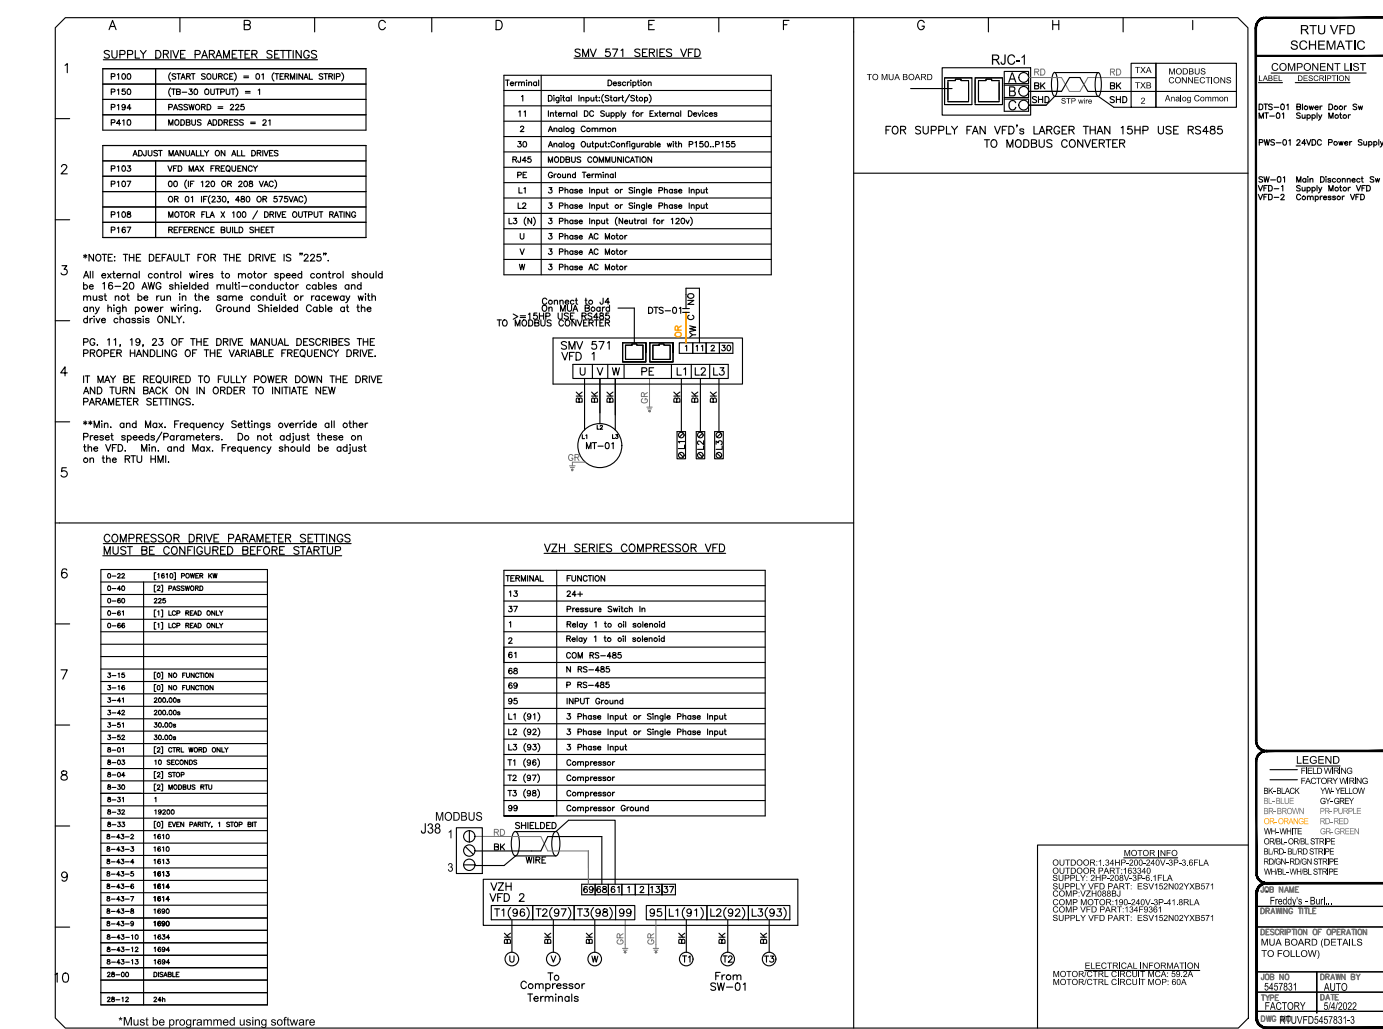 A B C D E F G H I
1
2
3
4
5
6
7
8
9
10
SUPPLY DRIVE PARAMETER SETTINGS
P100 (START SOURCE) = 01 (TERMINAL STRIP)
P150 (TB-30 OUTPUT) = 1
P194 PASSWORD = 225
P410 MODBUS ADDRESS = 21
ADJUST MANUALLY ON ALL DRIVES
P103 VFD MAX FREQUENCY
P107 00 (IF 120 OR 208 VAC)
OR 01 IF(230, 480 OR 575VAC)
P108 MOTOR FLA X 100 / DRIVE OUTPUT RATING
P167 REFERENCE BUILD SHEET
*NOTE: THE DEFAULT FOR THE DRIVE IS "225".
All external control wires to motor speed control should
be 16-20 AWG shielded multi-conductor cables and
must not be run in the same conduit or raceway with
any high power wiring. Ground Shielded Cable at the
drive chassis ONLY.
PG. 11, 19, 23 OF THE DRIVE MANUAL DESCRIBES THE
PROPER HANDLING OF THE VARIABLE FREQUENCY DRIVE.
IT MAY BE REQUIRED TO FULLY POWER DOWN THE DRIVE
AND TURN BACK ON IN ORDER TO INITIATE NEW
PARAMETER SETTINGS.
**Min. and Max. Frequency Settings override all other
Preset speeds/Parameters. Do not adjust these on
the VFD. Min. and Max. Frequency should be adjust
on the RTU HMI.
SMV 571 SERIES VFD
Terminal Description
1 Digital Input:(Start/Stop)
11 Internal DC Supply for External Devices
2 Analog Common
30 Analog Output:Configurable with P150..P155
RJ45 MODBUS COMMUNICATION
PE Ground Terminal
L1 3 Phase Input or Single Phase Input
L2 3 Phase Input or Single Phase Input
L3 (N) 3 Phase Input (Neutral for 120v)
U 3 Phase AC Motor
V 3 Phase AC Motor
W 3 Phase AC Motor
Connect to J4
On MUA Board
>=15HP USE RS485
TO MODBUS CONVERTER
DTS-01
C NO
OR YW
SMV 571
VFD 1
1 11 2 30
U V W PE L1 L2 L3
BK BK BK GR BK BK BK
L1 L2 L3
MT-01
GR
L1 L2 L3
RJC-1
TO MUA BOARD
A C RD RD TXA
B C BK BK TXB
C C SHD STP wire SHD 2
MODBUS
CONNECTIONS
Analog Common
FOR SUPPLY FAN VFD's LARGER THAN 15HP USE RS485
TO MODBUS CONVERTER
COMPRESSOR DRIVE PARAMETER SETTINGS
MUST BE CONFIGURED BEFORE STARTUP
0-22 [1610] POWER KW
0-40 [2] PASSWORD
0-60 225
0-61 [1] LCP READ ONLY
0-66 [1] LCP READ ONLY
3-15 [0] NO FUNCTION
3-16 [0] NO FUNCTION
3-41 200.00s
3-42 200.00s
3-51 30.00s
3-52 30.00s
8-01 [2] CTRL WORD ONLY
8-03 10 SECONDS
8-04 [2] STOP
8-30 [2] MODBUS RTU
8-31 1
8-32 19200
8-33 [0] EVEN PARITY, 1 STOP BIT
8-43-2 1610
8-43-3 1610
8-43-4 1613
8-43-5 1613
8-43-6 1614
8-43-7 1614
8-43-8 1690
8-43-9 1690
8-43-10 1634
8-43-12 1694
8-43-13 1694
28-00 DISABLE
28-12 24h
*Must be programmed using software
VZH SERIES COMPRESSOR VFD
TERMINAL FUNCTION
13 24+
37 Pressure Switch In
1 Relay 1 to oil solenoid
2 Relay 1 to oil solenoid
61 COM RS-485
68 N RS-485
69 P RS-485
95 INPUT Ground
L1 (91) 3 Phase Input or Single Phase Input
L2 (92) 3 Phase Input or Single Phase Input
L3 (93) 3 Phase Input
T1 (96) Compressor
T2 (97) Compressor
T3 (98) Compressor
99 Compressor Ground
MODBUS
J38
1
3
RD SHIELDED
BK
WIRE
VZH
VFD 2
69 68 61 1 2 13 37
T1(96) T2(97) T3(98) 99 95 L1(91) L2(92) L3(93)
BK BK BK GR GR BK BK BK
U V W T1 T2 T3
To
Compressor
Terminals
From
SW-01
MOTOR INFO
OUTDOOR:1.34HP-200-240V-3P-3.6FLA
OUTDOOR PART:163340
SUPPLY: 2HP-208V-3P-6.1FLA
SUPPLY VFD PART: ESV152N02YXB571
COMP:VZH088BJ
COMP MOTOR:190-240V-3P-41.8RLA
COMP VFD PART:134F9361
SUPPLY VFD PART: ESV152N02YXB571
ELECTRICAL INFORMATION
MOTOR/CTRL CIRCUIT MCA: 59.2A
MOTOR/CTRL CIRCUIT MOP: 60A
RTU VFD
SCHEMATIC
COMPONENT LIST
LABEL DESCRIPTION
DTS-01 Blower Door Sw
MT-01 Supply Motor
PWS-01 24VDC Power Supply
SW-01 Main Disconnect Sw
VFD-1 Supply Motor VFD
VFD-2 Compressor VFD
LEGEND
FIELD WIRING
FACTORY WIRING
BK-BLACK YW-YELLOW
BL-BLUE GY-GREY
BR-BROWN PR-PURPLE
OR-ORANGE RD-RED
WH-WHITE GR-GREEN
OR/BL-OR/BL STRIPE
BL/RD-BL/RD STRIPE
RD/GN-RD/GN STRIPE
WH/BL-WH/BL STRIPE
JOB NAME
Freddy's - Burl...
DRAWING TITLE
DESCRIPTION OF OPERATION
MUA BOARD (DETAILS
TO FOLLOW)
JOB NO DRAWN BY
5457831 AUTO
TYPE DATE
FACTORY 5/4/2022
DWG RTUVFD5457831-3